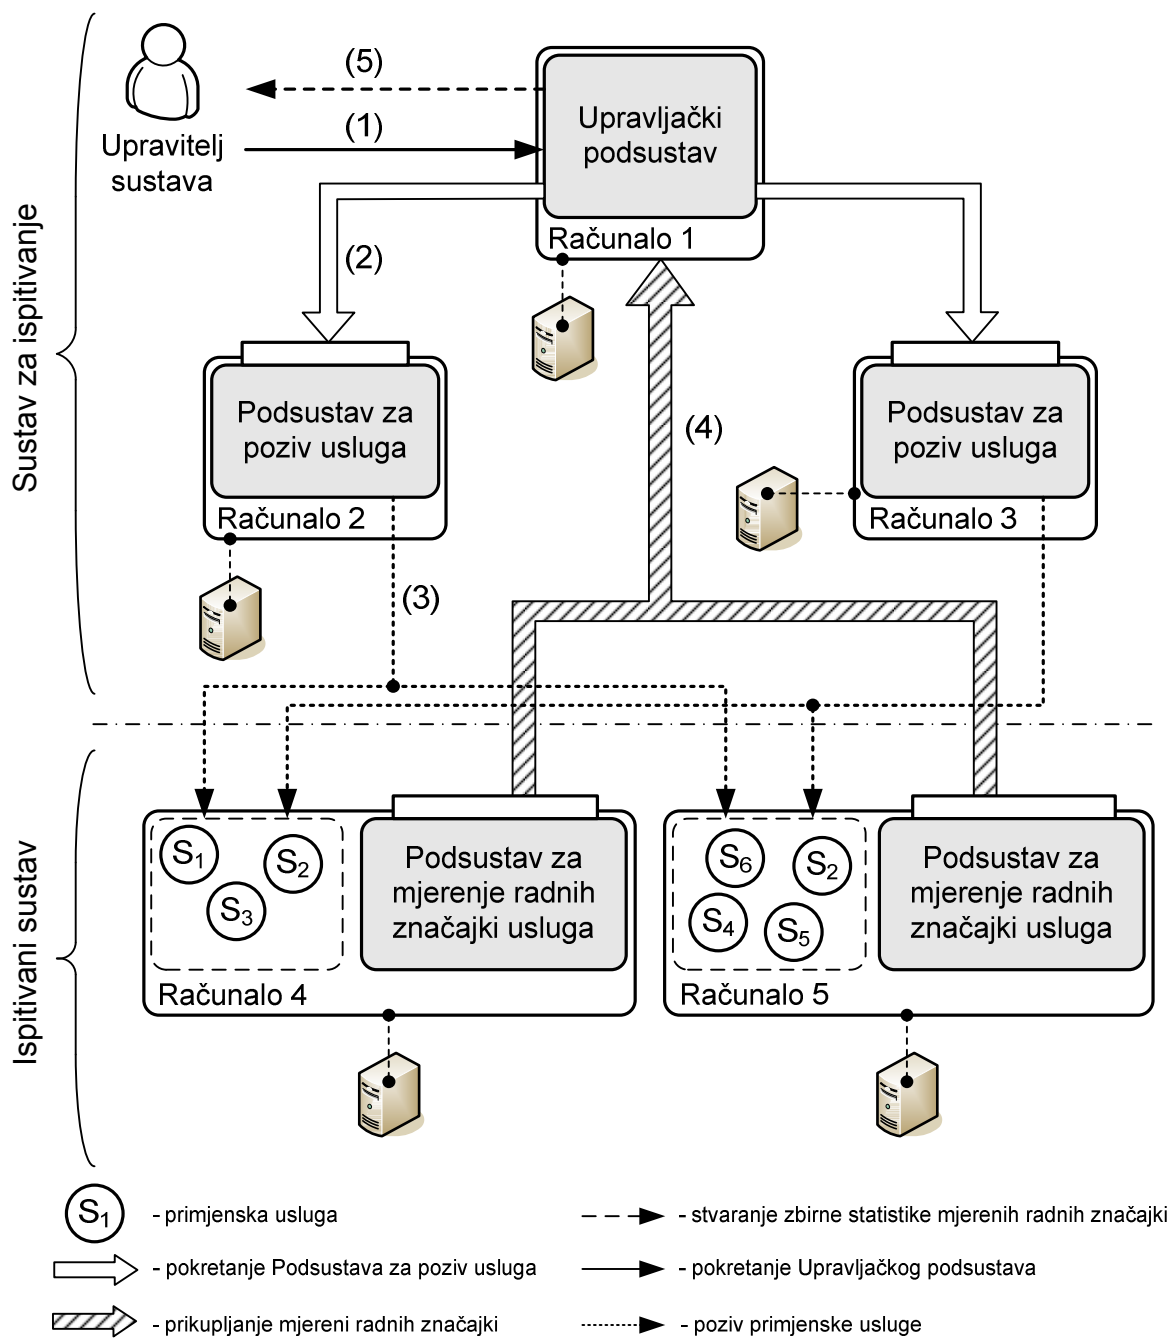 (5)
Upravljački
podsustav
(1)
Upravitelj
sustava
Računalo 1
(2)
Sustav za ispitivanje
Podsustav za
poziv usluga
(4)
Podsustav za
poziv usluga
Računalo 2
Računalo 3
(3)
Ispitivani sustav
S1
S2
S3
Podsustav za
mjerenje radnih
značajki usluga
S6
S2
S4
S5
Podsustav za
mjerenje radnih
značajki usluga
Računalo 4
Računalo 5
S1 - primjenska usluga
- stvaranje zbirne statistike mjerenih radnih značajki
- pokretanje Podsustava za poziv usluga
- pokretanje Upravljačkog podsustava
- prikupljanje mjereni radnih značajki
- poziv primjenske usluge